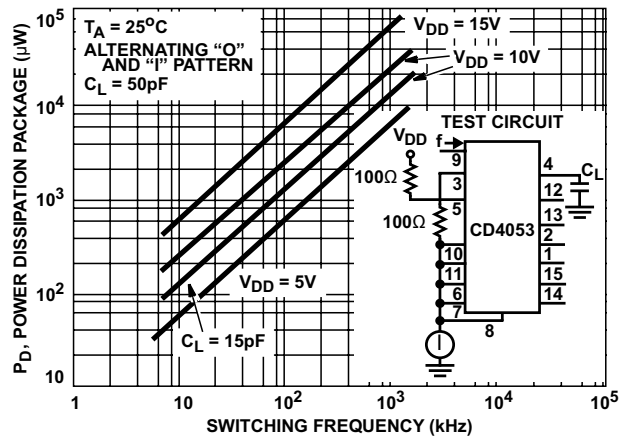 10⁵
10⁴
10³
10²
10
P_D, POWER DISSIPATION PACKAGE (μW)
T_A = 25°C
ALTERNATING “O”
AND “I” PATTERN
C_L = 50pF
V_DD = 15V
V_DD = 10V
V_DD = 5V
C_L = 15pF
TEST CIRCUIT
V_DD
f
100Ω
100Ω
9
3
5
10
11
6
7
8
CD4053
4
12
13
2
1
15
14
C_L
I
1
10
10²
10³
10⁴
10⁵
SWITCHING FREQUENCY (kHz)